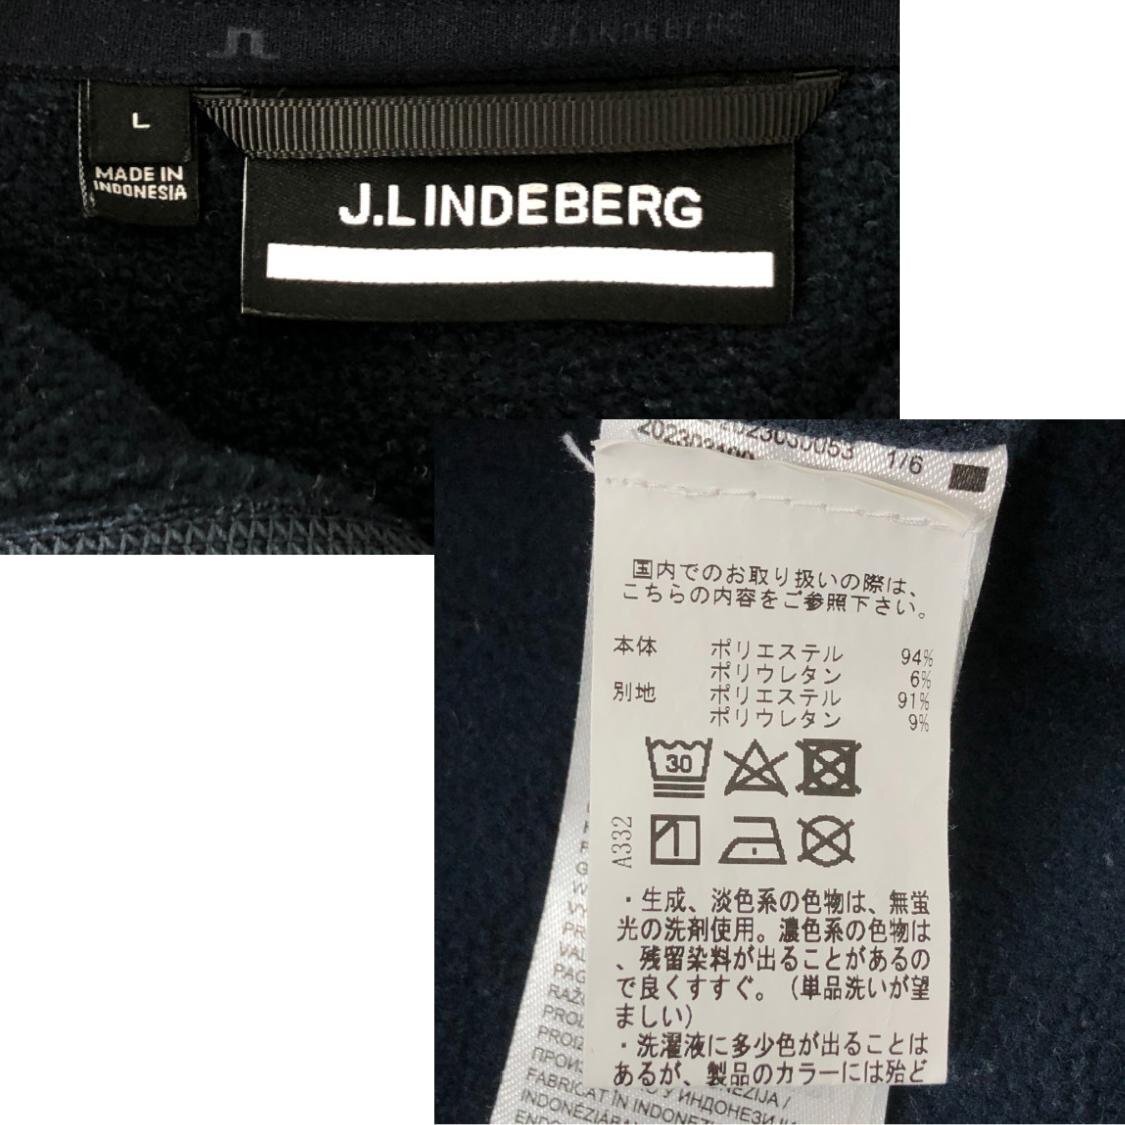 J.LINDEBERG
L
MADE IN
INDONESIA
J.LINDEBERG
2023030053 1/6
国内でのお取り扱いの際は、
こちらの内容をご参照下さい。
本体 ポリエステル 94%
ポリウレタン 6%
別地 ポリエステル 91%
ポリウレタン 9%
30
A332
・生成、淡色系の色物は、無蛍
光の洗剤使用。濃色系の色物は
、残留染料が出ることがあるの
で良くすすぐ。（単品洗いが望
ましい）
・洗濯液に多少色が出ることは
あるが、製品のカラーには殆ど
FABRICAT IN INDONEZ